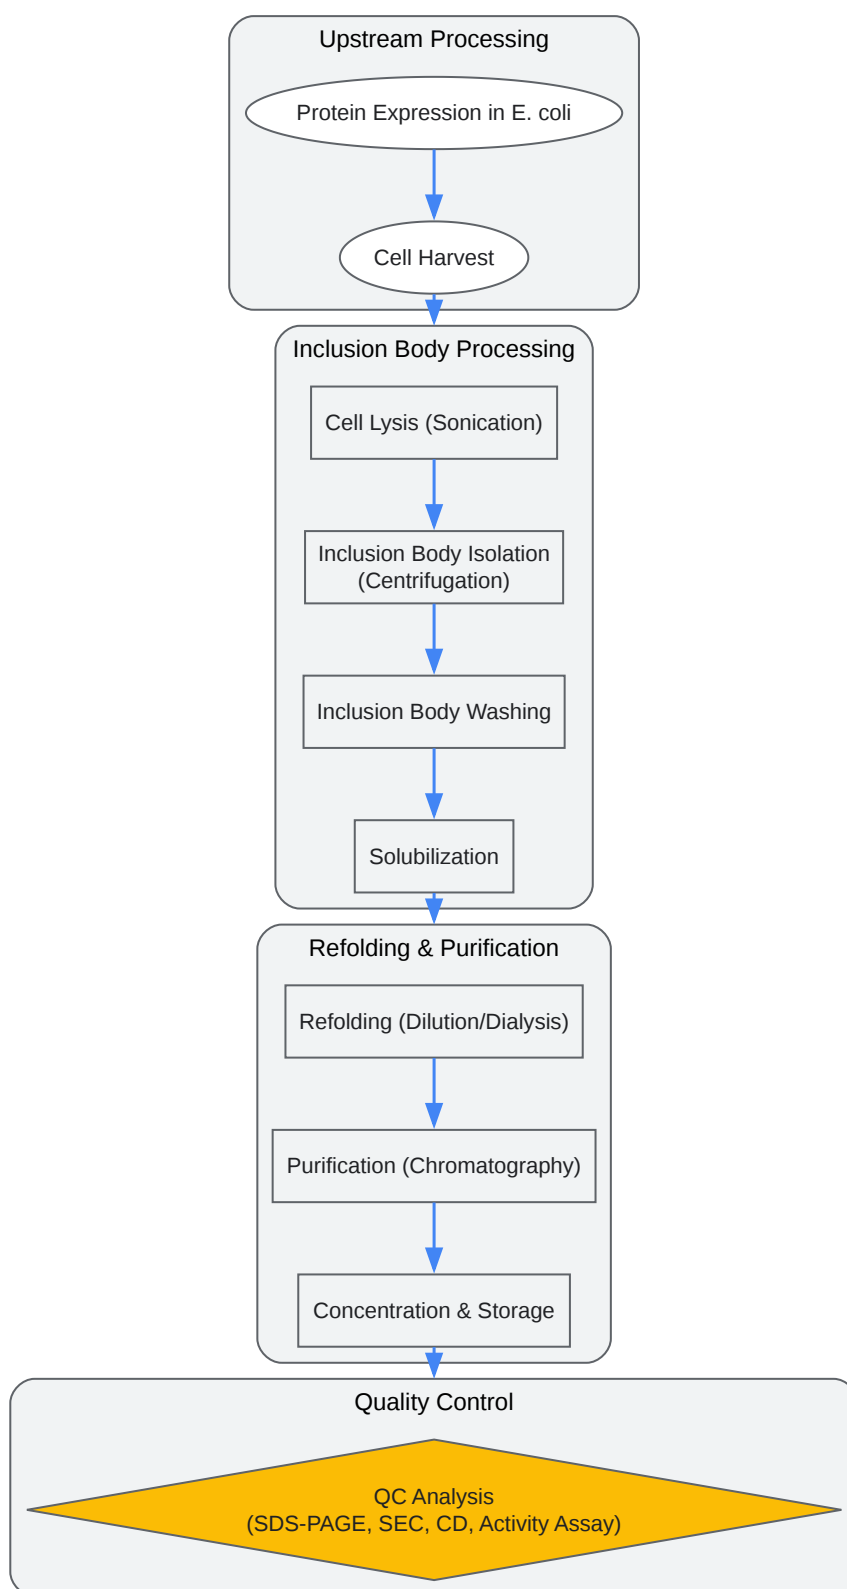 Upstream Processing
Protein Expression in E. coli
Cell Harvest
Inclusion Body Processing
Cell Lysis (Sonication)
Inclusion Body Isolation
(Centrifugation)
Inclusion Body Washing
Solubilization
Refolding & Purification
Refolding (Dilution/Dialysis)
Purification (Chromatography)
Concentration & Storage
Quality Control
QC Analysis
(SDS-PAGE, SEC, CD, Activity Assay)